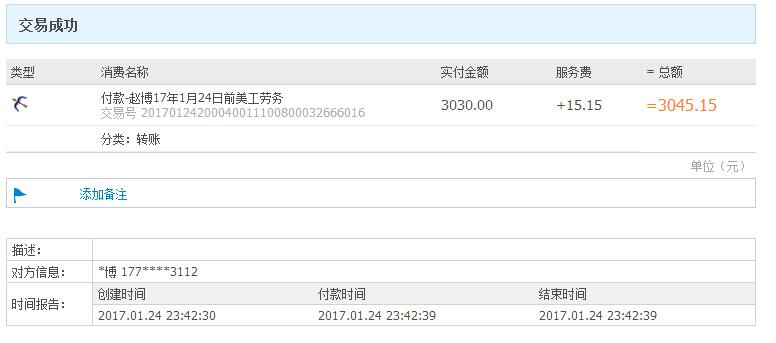 交易成功
类型 消费名称 实付金额 服务费 = 总额
付款-赵博17年1月24日前美工劳务 3030.00 +15.15 =3045.15
交易号 20170124200040011100800032666016
分类：转账
单位（元）
添加备注
描述：
对方信息： *博 177****3112
时间报告： 创建时间 付款时间 结束时间
2017.01.24 23:42:30 2017.01.24 23:42:39 2017.01.24 23:42:39